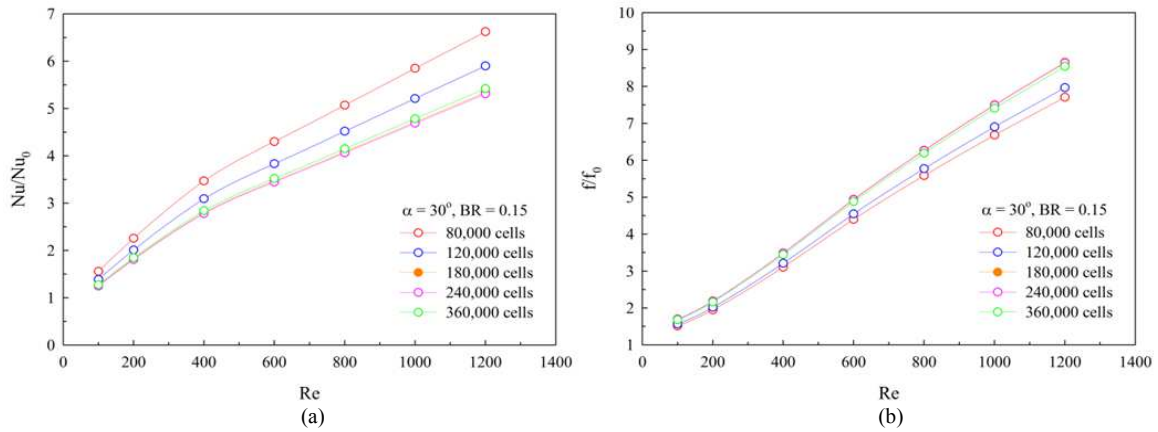 7
6
5
4
3
2
1
0
Nu/Nu₀
0 200 400 600 800 1000 1200 1400
Re
α = 30°, BR = 0.15
80,000 cells
120,000 cells
180,000 cells
240,000 cells
360,000 cells
(a)
10
9
8
7
6
5
4
3
2
1
f/f₀
0 200 400 600 800 1000 1200 1400
Re
α = 30°, BR = 0.15
80,000 cells
120,000 cells
180,000 cells
240,000 cells
360,000 cells
(b)